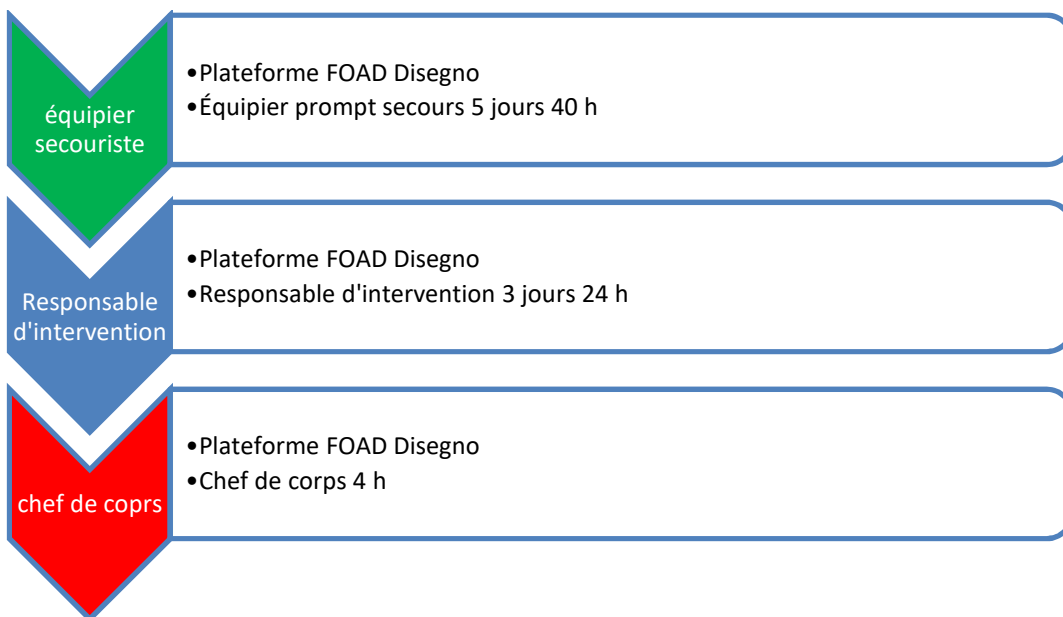 équipier
secouriste
•Plateforme FOAD Disegno
•Équipier prompt secours 5 jours 40 h
Responsable
d'intervention
•Plateforme FOAD Disegno
•Responsable d'intervention 3 jours 24 h
chef de coprs
•Plateforme FOAD Disegno
•Chef de corps 4 h